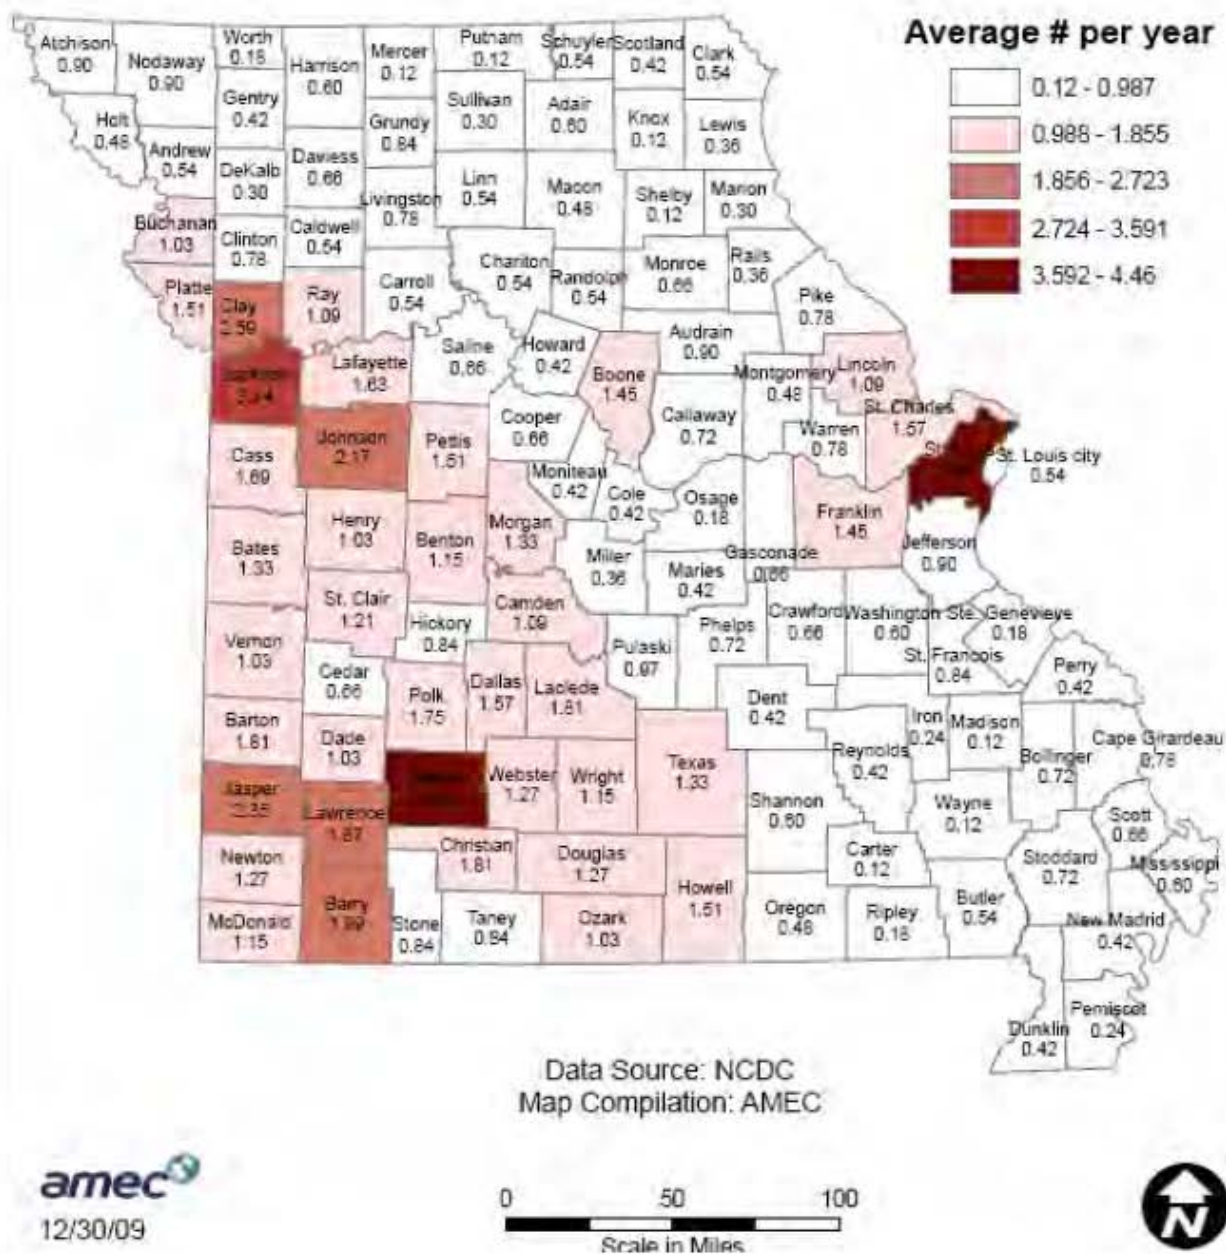 Average # per year
0.12 - 0.987
0.988 - 1.855
1.856 - 2.723
2.724 - 3.591
3.592 - 4.46
Atchison
0.90
Nodaway
0.90
Worth
0.18
Harrison
0.60
Mercer
0.12
Putnam
0.12
Schuyler
0.54
Scotland
0.42
Clark
0.54
Holt
0.48
Andrew
0.54
Gentry
0.42
DeKalb
0.30
Daviess
0.66
Grundy
0.84
Sullivan
0.30
Adair
0.60
Knox
0.12
Lewis
0.36
Livingston
0.78
Linn
0.54
Macon
0.48
Shelby
0.12
Marion
0.30
Buchanan
1.03
Clinton
0.78
Caldwell
0.54
Platte
1.51
Clay
2.59
Ray
1.09
Carroll
0.54
Chariton
0.54
Randolph
0.54
Monroe
0.66
Ralls
0.36
Pike
0.78
Lafayette
1.63
Saline
0.66
Howard
0.42
Boone
1.45
Audrain
0.90
Montgomery
0.48
Lincoln
1.09
Johnson
2.17
Pettis
1.51
Cooper
0.66
Callaway
0.72
Warren
0.78
St. Charles
1.57
St. Louis city
0.54
Cass
1.69
Moniteau
0.42
Cole
0.42
Osage
0.18
Franklin
1.45
Henry
1.03
Benton
1.15
Morgan
1.33
Miller
0.36
Maries
0.42
Gasconade
0.66
Jefferson
0.90
Bates
1.33
St. Clair
1.21
Hickory
0.84
Camden
1.09
Pulaski
0.97
Phelps
0.72
Crawford
0.66
Washington
0.60
Ste. Genevieve
0.18
St. Francois
0.84
Perry
0.42
Vernon
1.03
Cedar
0.66
Polk
1.75
Dallas
1.57
Laclede
1.81
Dent
0.42
Iron
0.24
Madison
0.12
Bollinger
0.72
Cape Girardeau
0.78
Barton
1.81
Dade
1.03
Webster
1.27
Wright
1.15
Texas
1.33
Reynolds
0.42
Shannon
0.60
Wayne
0.12
Scott
0.66
Jasper
2.35
Lawrence
1.87
Christian
1.81
Douglas
1.27
Howell
1.51
Carter
0.12
Stoddard
0.72
Mississippi
0.60
Newton
1.27
McDonald
1.15
Barry
1.99
Stone
0.84
Taney
0.84
Ozark
1.03
Oregon
0.48
Ripley
0.18
Butler
0.54
New Madrid
0.42
Dunklin
0.42
Pemiscot
0.24
Data Source: NCDC
Map Compilation: AMEC
amec
12/30/09
0 50 100
Scale in Miles
N